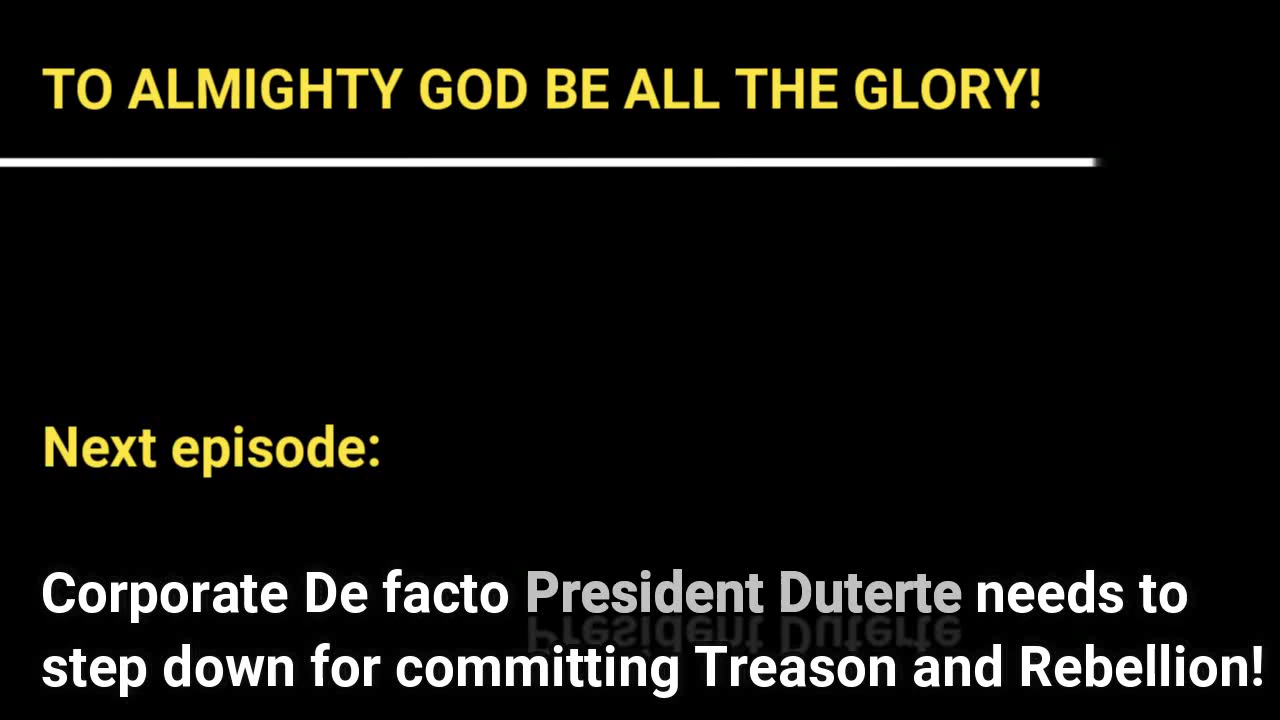 TO ALMIGHTY GOD BE ALL THE GLORY!
Next episode:
Corporate De facto President Duterte needs to
step down for committing Treason and Rebellion!